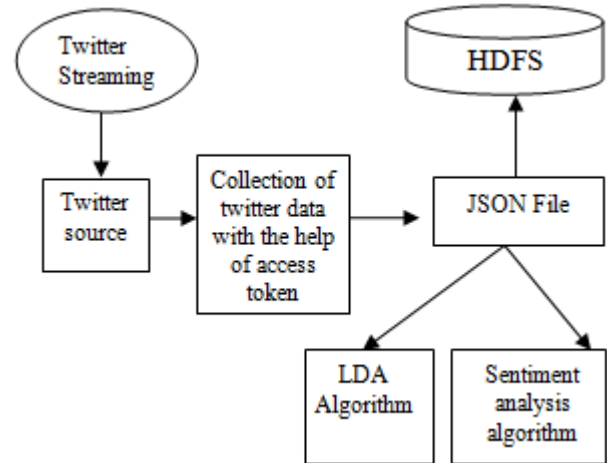 Twitter
Streaming
HDFS
Twitter
source
Collection of
twitter data
with the help
of access
token
JSON File
LDA
Algorithm
Sentiment
analysis
algorithm